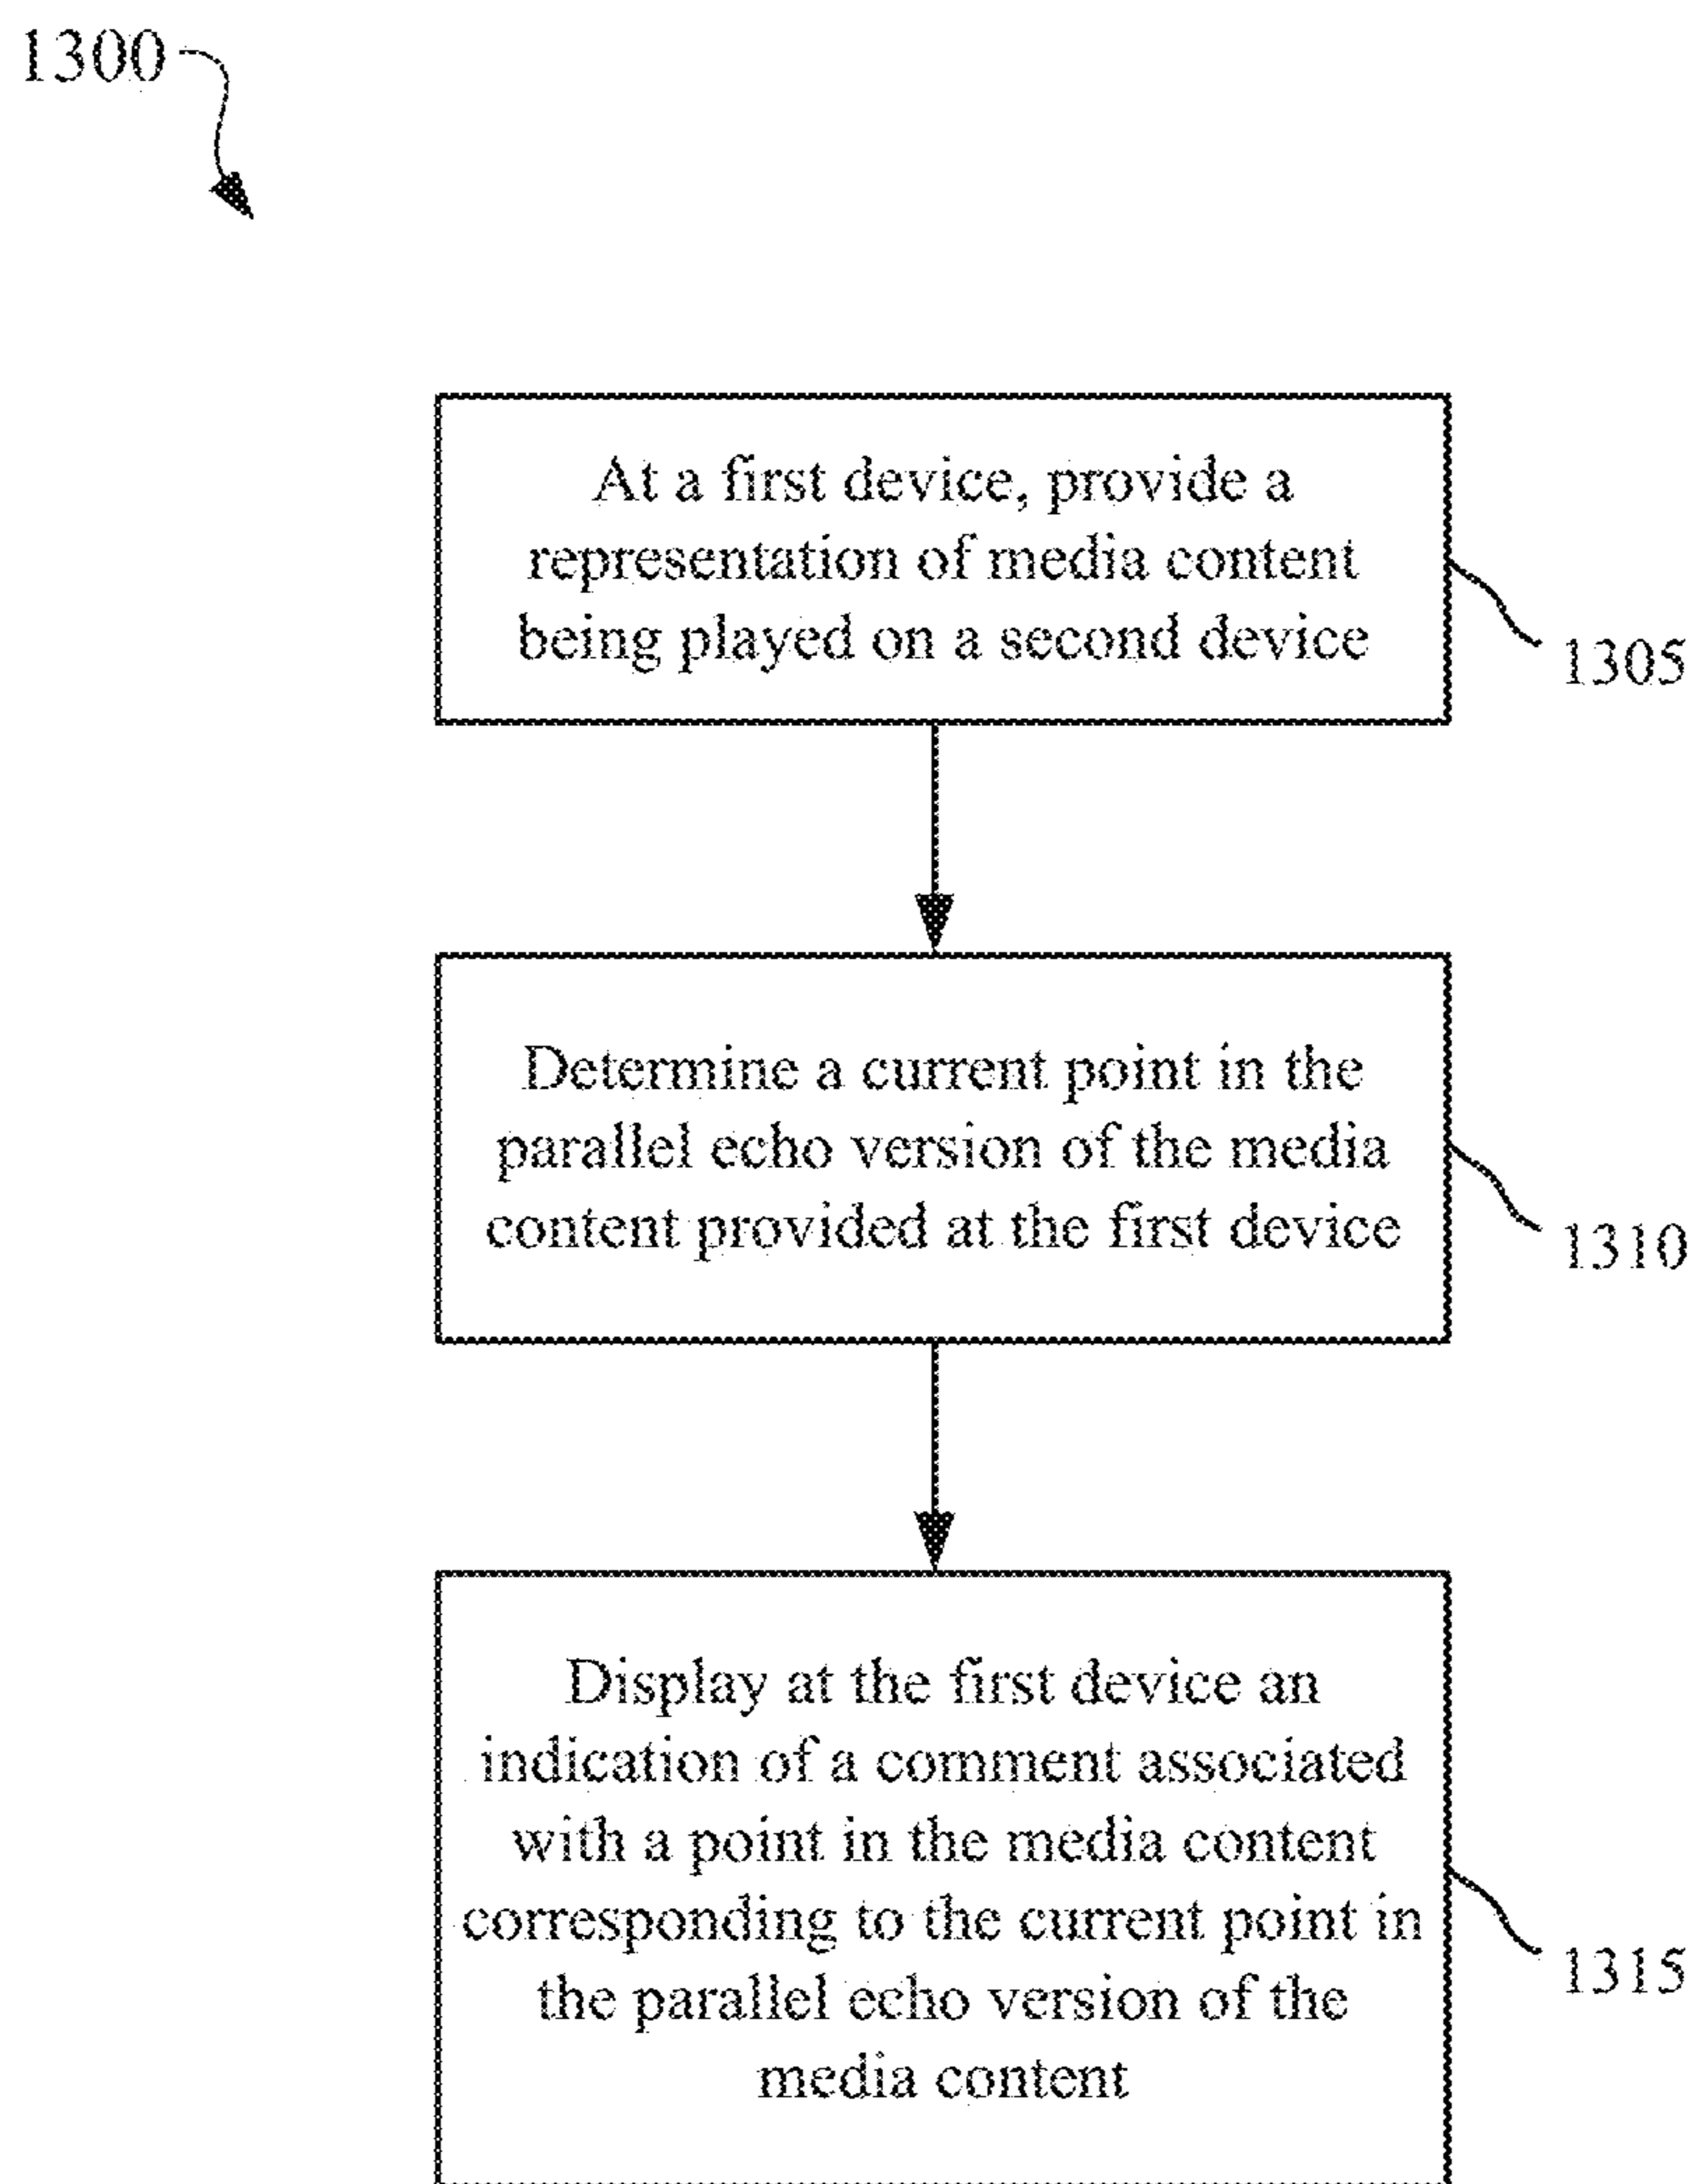 1300
At a first device, provide a
representation of media content
being played on a second device
1305
Determine a current point in the
parallel echo version of the media
content provided at the first device
1310
Display at the first device an
indication of a comment associated
with a point in the media content
corresponding to the current point in
the parallel echo version of the
media content
1315